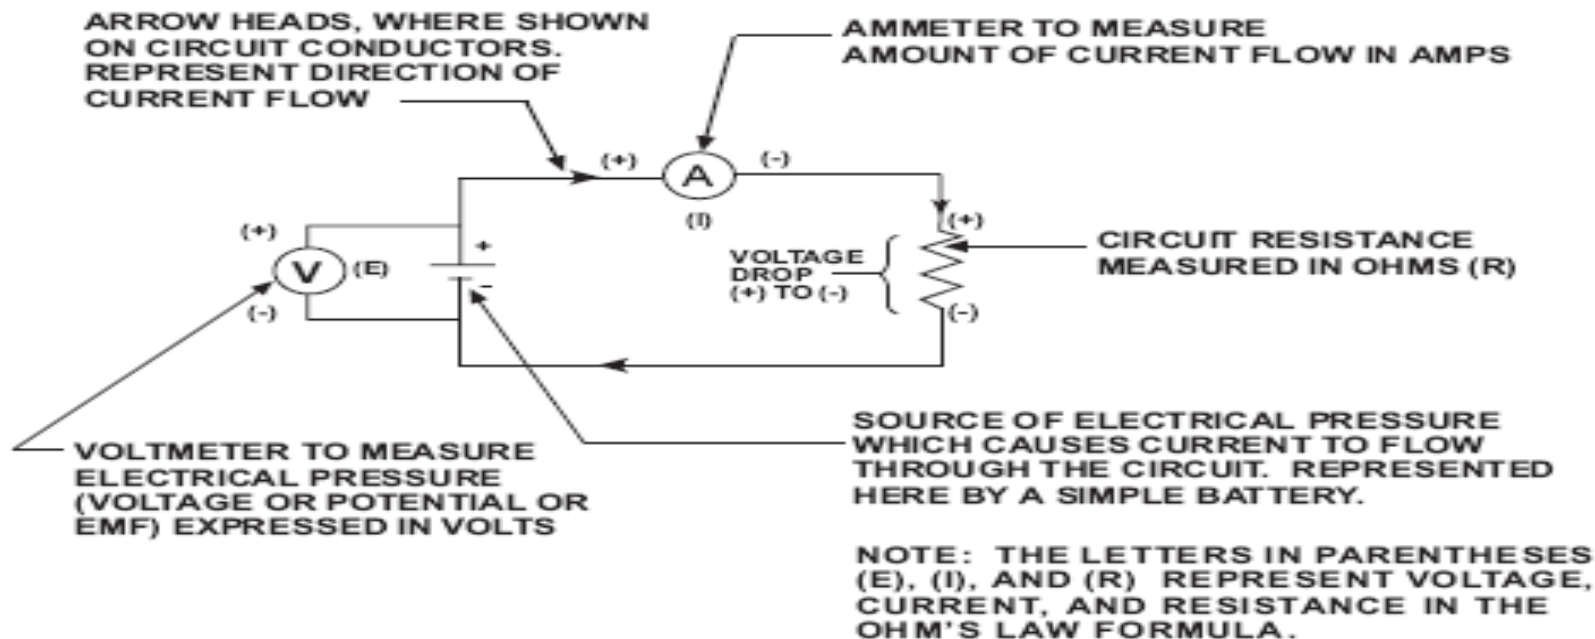 ARROW HEADS, WHERE SHOWN
ON CIRCUIT CONDUCTORS.
REPRESENT DIRECTION OF
CURRENT FLOW
AMMETER TO MEASURE
AMOUNT OF CURRENT FLOW IN AMPS
(+)
A
(-)
(I)
(+)
V
(E)
(-)
+
-
VOLTAGE
DROP
(+) TO (-)
(+)
(-)
CIRCUIT RESISTANCE
MEASURED IN OHMS (R)
VOLTMETER TO MEASURE
ELECTRICAL PRESSURE
(VOLTAGE OR POTENTIAL OR
EMF) EXPRESSED IN VOLTS
SOURCE OF ELECTRICAL PRESSURE
WHICH CAUSES CURRENT TO FLOW
THROUGH THE CIRCUIT. REPRESENTED
HERE BY A SIMPLE BATTERY.
NOTE: THE LETTERS IN PARENTHESES
(E), (I), AND (R) REPRESENT VOLTAGE,
CURRENT, AND RESISTANCE IN THE
OHM'S LAW FORMULA.